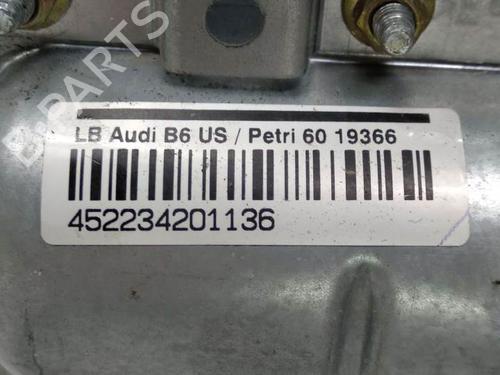 LB Audi B6 US / Petri 60 19366
452234201136
B-PARTS